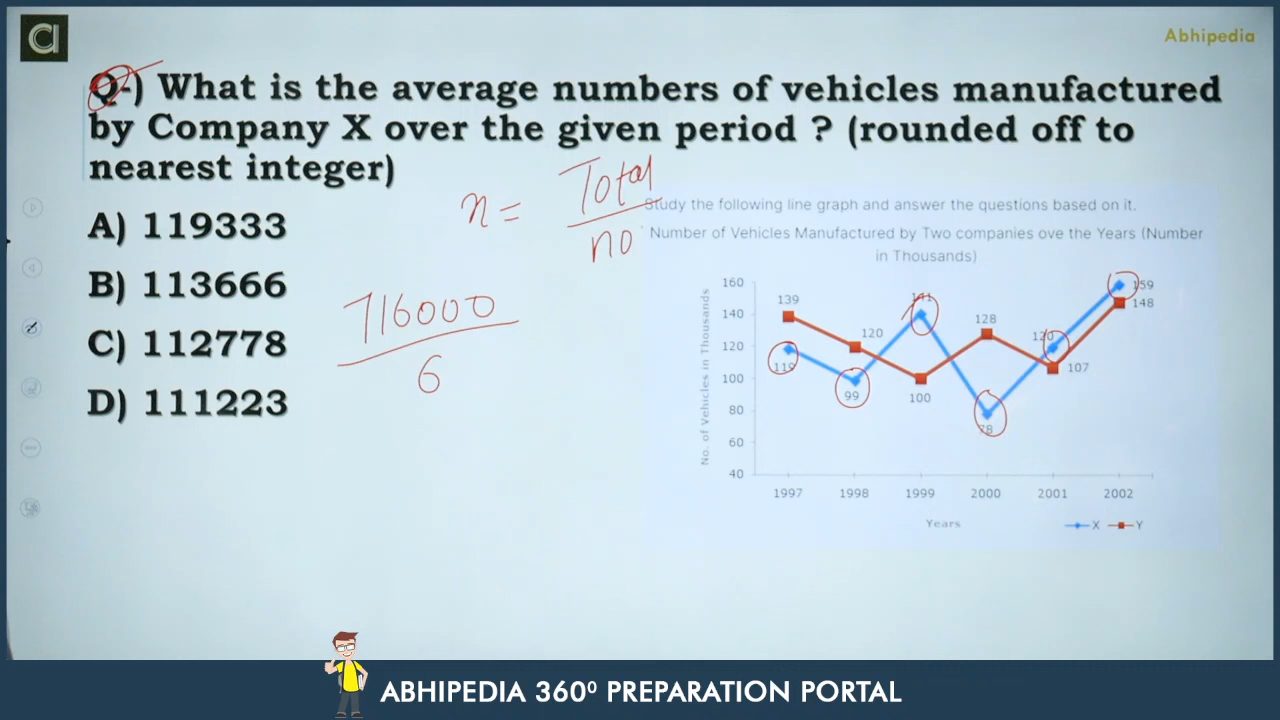 Abhipedia
Q-) What is the average numbers of vehicles manufactured
by Company X over the given period ? (rounded off to
nearest integer)
A) 119333
B) 113666
C) 112778
D) 111223
x = Total
no
716000
6
Study the following line graph and answer the questions based on it.
Number of Vehicles Manufactured by Two companies ove the Years (Number
in Thousands)
No. of Vehicles in Thousands
160
140
120
100
80
60
40
139
120
141
128
120
159
148
119
99
100
78
107
1997 1998 1999 2000 2001 2002
Years
X Y
ABHIPEDIA 360⁰ PREPARATION PORTAL